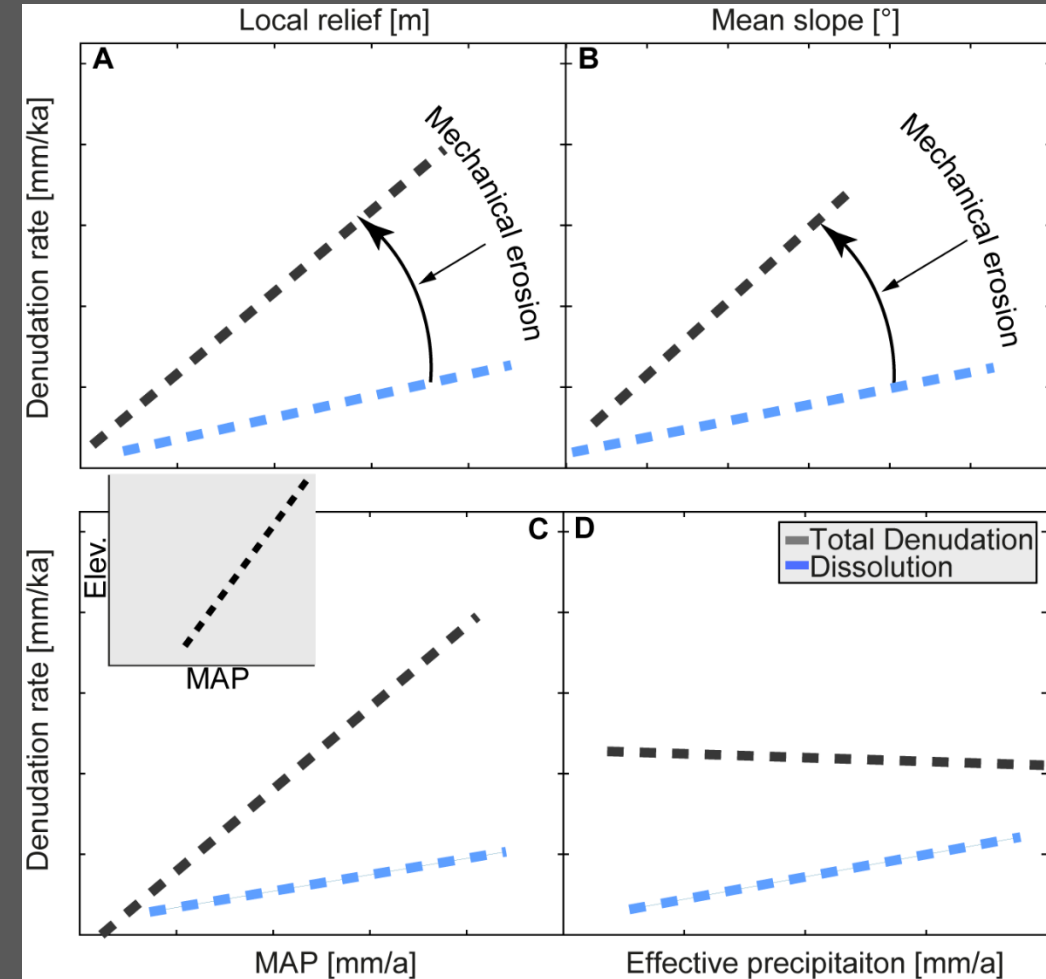 Local relief [m]
Mean slope [°]
A
B
Denudation rate [mm/ka]
Mechanical erosion
Mechanical erosion
Elev.
MAP
C
D
Total Denudation
Dissolution
Denudation rate [mm/ka]
MAP [mm/a]
Effective precipitaiton [mm/a]